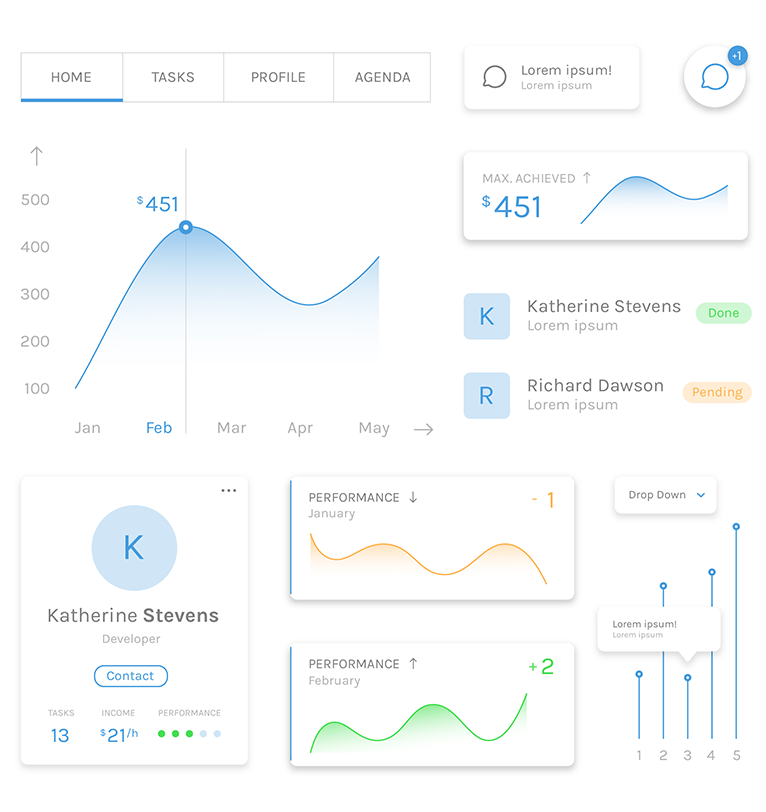 HOME TASKS PROFILE AGENDA
Lorem ipsum!
Lorem ipsum
+1
500
400
300
200
100
$451
Jan Feb Mar Apr May
MAX. ACHIEVED ↑
$451
Katherine Stevens
Lorem ipsum
Done
Richard Dawson
Lorem ipsum
Pending
K
R
K
Katherine Stevens
Developer
Contact
TASKS INCOME PERFORMANCE
13 $21/h
PERFORMANCE ↓
January
- 1
PERFORMANCE ↑
February
+2
Drop Down
Lorem ipsum!
Lorem ipsum
1 2 3 4 5